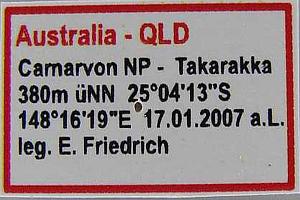 Australia - QLD
Carnarvon NP - Takarakka
380m üNN 25°04'13"S
148°16'19"E 17.01.2007 a.L.
leg. E. Friedrich